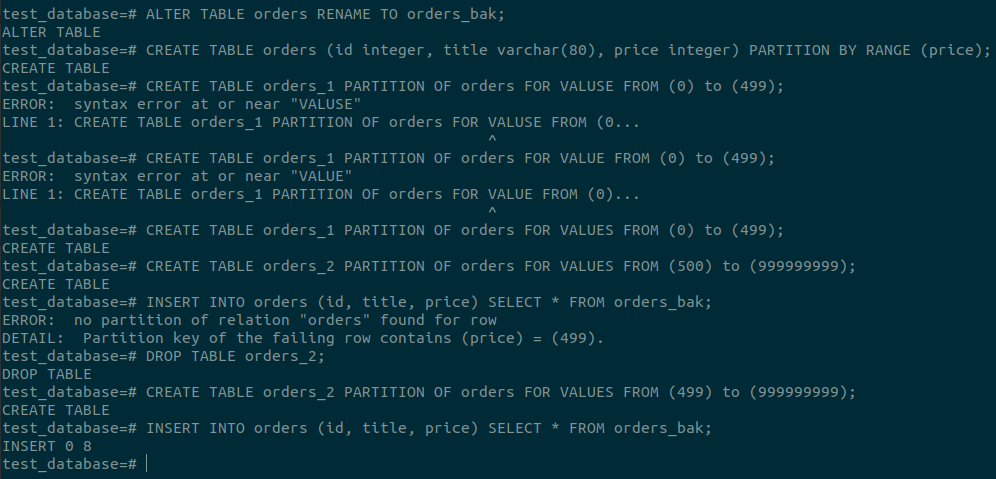 test_database=# ALTER TABLE orders RENAME TO orders_bak;
ALTER TABLE
test_database=# CREATE TABLE orders (id integer, title varchar(80), price integer) PARTITION BY RANGE (price);
CREATE TABLE
test_database=# CREATE TABLE orders_1 PARTITION OF orders FOR VALUSE FROM (0) to (499);
ERROR:  syntax error at or near "VALUSE"
LINE 1: CREATE TABLE orders_1 PARTITION OF orders FOR VALUSE FROM (0...
                                                      ^
test_database=# CREATE TABLE orders_1 PARTITION OF orders FOR VALUE FROM (0) to (499);
ERROR:  syntax error at or near "VALUE"
LINE 1: CREATE TABLE orders_1 PARTITION OF orders FOR VALUE FROM (0)...
                                                      ^
test_database=# CREATE TABLE orders_1 PARTITION OF orders FOR VALUES FROM (0) to (499);
CREATE TABLE
test_database=# CREATE TABLE orders_2 PARTITION OF orders FOR VALUES FROM (500) to (999999999);
CREATE TABLE
test_database=# INSERT INTO orders (id, title, price) SELECT * FROM orders_bak;
ERROR:  no partition of relation "orders" found for row
DETAIL:  Partition key of the failing row contains (price) = (499).
test_database=# DROP TABLE orders_2;
DROP TABLE
test_database=# CREATE TABLE orders_2 PARTITION OF orders FOR VALUES FROM (499) to (999999999);
CREATE TABLE
test_database=# INSERT INTO orders (id, title, price) SELECT * FROM orders_bak;
INSERT 0 8
test_database=#